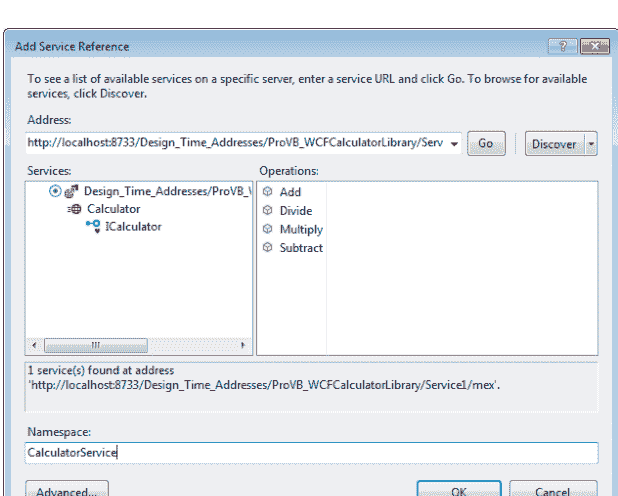 Add Service Reference
To see a list of available services on a specific server, enter a service URL and click Go. To browse for available
services, click Discover.
Address:
http://localhost:8733/Design_Time_Addresses/ProVB_WCFCalculatorLibrary/Serv
Go
Discover
Services:
Operations:
Design_Time_Addresses/ProVB_\
Calculator
ICalculator
Add
Divide
Multiply
Subtract
1 service(s) found at address
'http://localhost:8733/Design_Time_Addresses/ProVB_WCFCalculatorLibrary/Service1/mex'.
Namespace:
CalculatorService
Advanced...
OK
Cancel